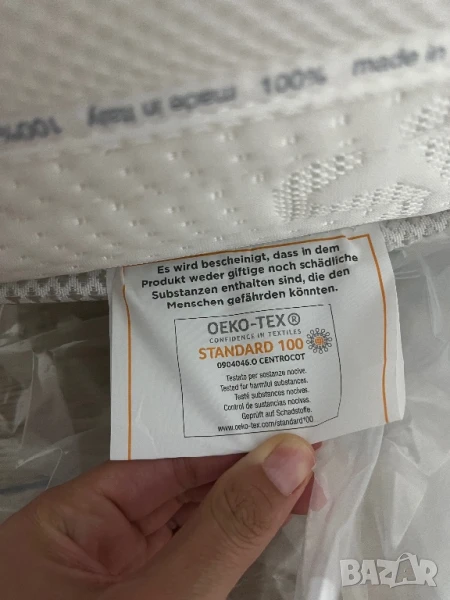 100% made in Italy 100% made in
Es wird bescheinigt, dass in dem
Produkt weder giftige noch schädliche
Substanzen enthalten sind, die den
Menschen gefährden könnten.
OEKO-TEX®
CONFIDENCE IN TEXTILES
STANDARD 100
0904046.O CENTROCOT
Testato per sostanze nocive.
Tested for harmful substances.
Testé substances nocives.
Control de sustancias nocivas.
Geprüft auf Schadstoffe.
www.oeko-tex.com/standard100
BAZAR